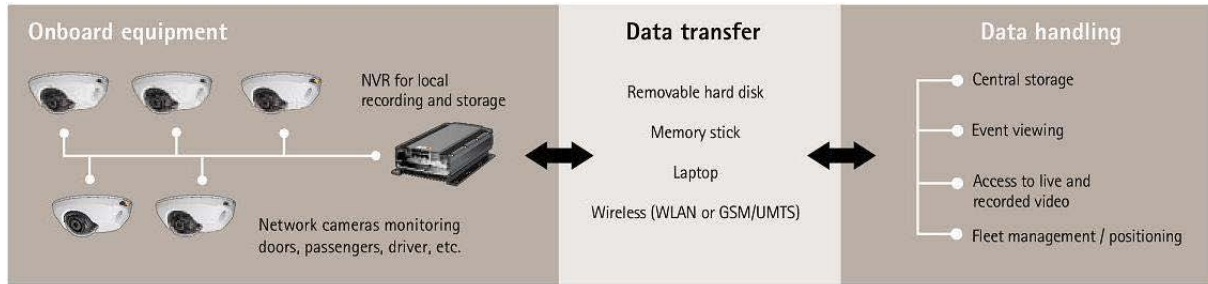 Onboard equipment
NVR for local
recording and storage
Network cameras monitoring
doors, passengers, driver, etc.
Data transfer
Removable hard disk
Memory stick
Laptop
Wireless (WLAN or GSM/UMTS)
Data handling
Central storage
Event viewing
Access to live and
recorded video
Fleet management / positioning